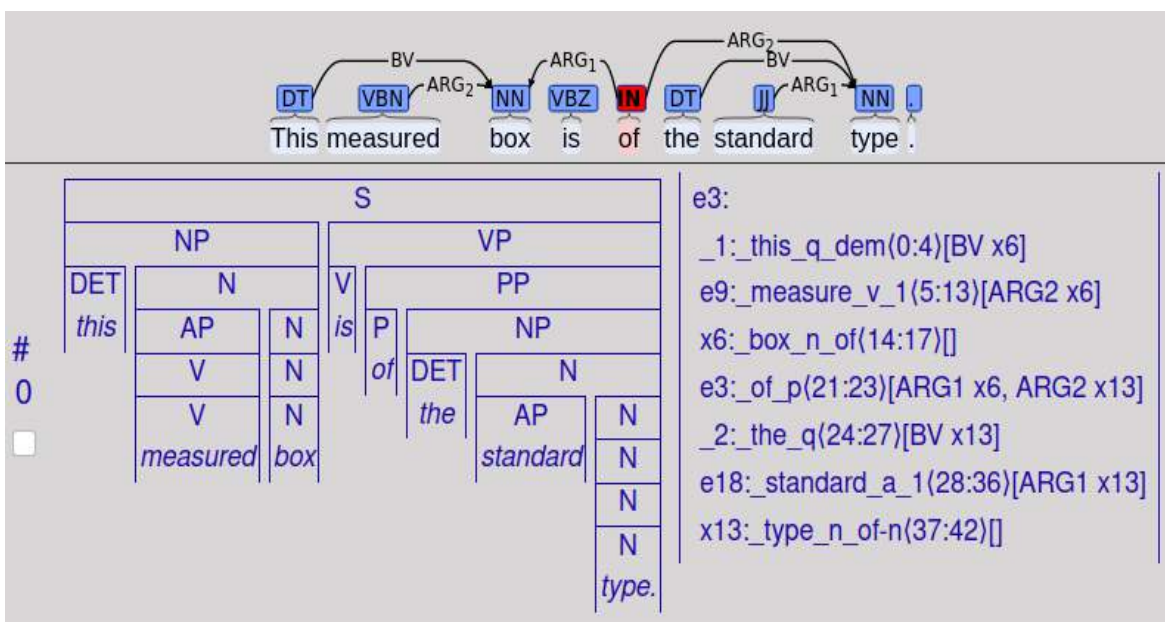 ARG2
BV ARG1 BV
ARG2 ARG1
DT VBN NN VBZ IN DT JJ NN .
This measured box is of the standard type .
S
NP VP
DET N V PP
this AP N is P NP
V N of DET N
V N the AP N
measured box standard N
N
N
type.
#
0
e3:
_1:_this_q_dem⟨0:4⟩[BV x6]
e9:_measure_v_1⟨5:13⟩[ARG2 x6]
x6:_box_n_of⟨14:17⟩[]
e3:_of_p⟨21:23⟩[ARG1 x6, ARG2 x13]
_2:_the_q⟨24:27⟩[BV x13]
e18:_standard_a_1⟨28:36⟩[ARG1 x13]
x13:_type_n_of-n⟨37:42⟩[]